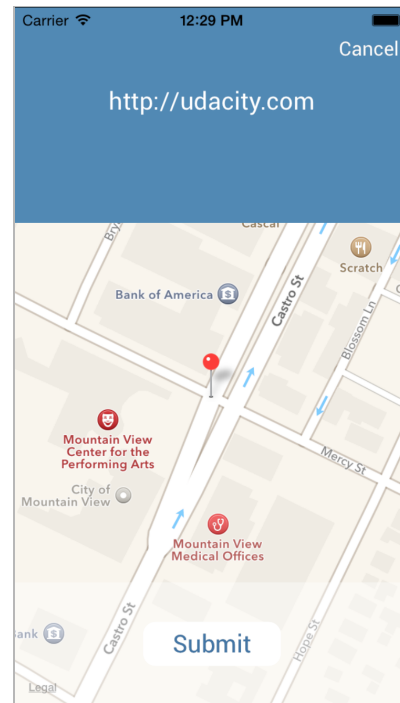 Carrier 12:29 PM
Cancel
http://udacity.com
Cascal
Scratch
Bank of America
Castro St
Blossom Ln
Mountain View
Center for the
Performing Arts
Mercy St
City of
Mountain View
Mountain View
Medical Offices
Castro St
Hope St
Submit
Legal